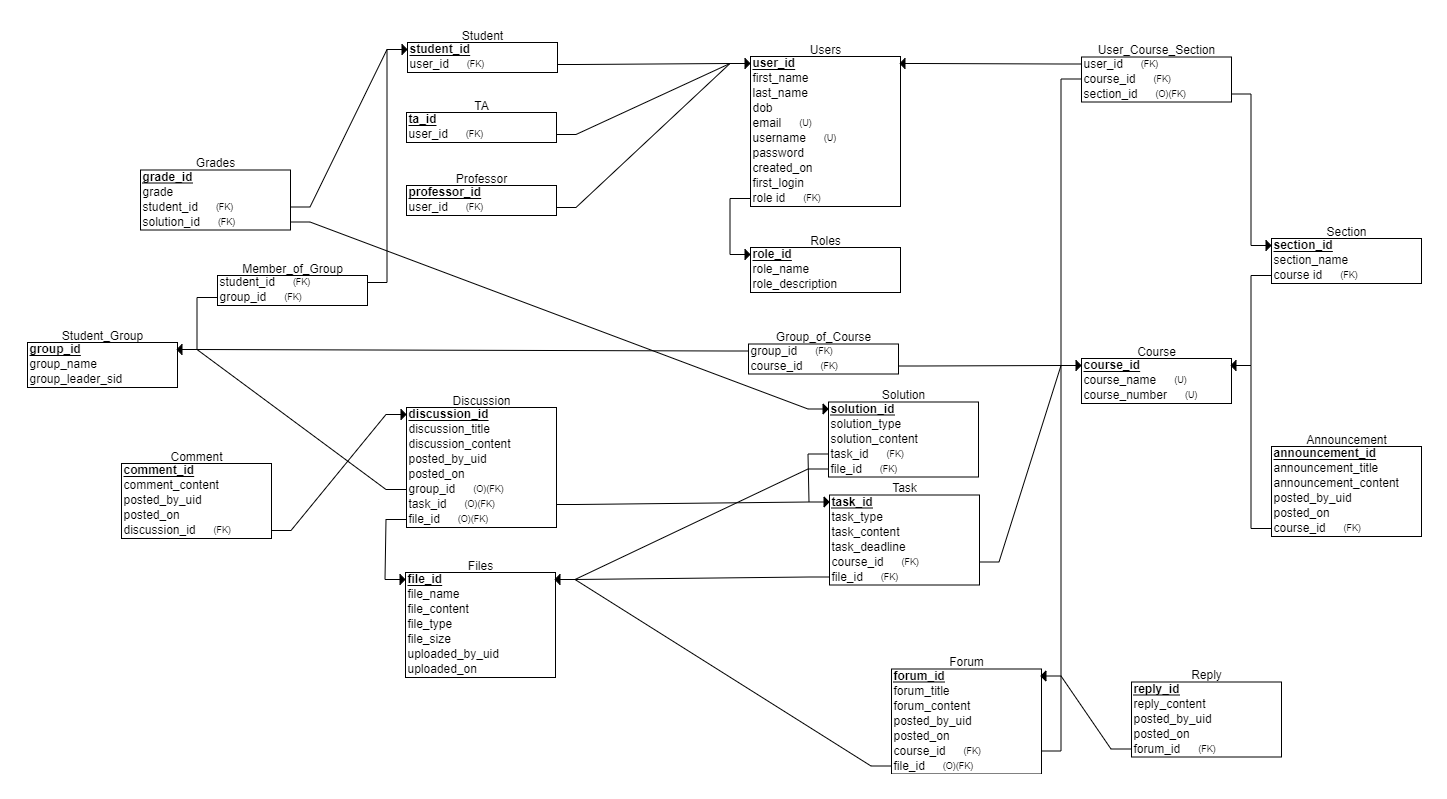 Student
student_id
user_id (FK)
TA
ta_id
user_id (FK)
Professor
professor_id
user_id (FK)
Users
user_id
first_name
last_name
dob
email (U)
username (U)
password
created_on
first_login
role id (FK)
Roles
role_id
role_name
role_description
User_Course_Section
user_id (FK)
course_id (FK)
section_id (O)(FK)
Grades
grade_id
grade
student_id (FK)
solution_id (FK)
Member_of_Group
student_id (FK)
group_id (FK)
Student_Group
group_id
group_name
group_leader_sid
Section
section_id
section_name
course id (FK)
Group_of_Course
group_id (FK)
course_id (FK)
Course
course_id
course_name (U)
course_number (U)
Discussion
discussion_id
discussion_title
discussion_content
posted_by_uid
posted_on
group_id (O)(FK)
task_id (O)(FK)
file_id (O)(FK)
Solution
solution_id
solution_type
solution_content
task_id (FK)
file_id (FK)
Comment
comment_id
comment_content
posted_by_uid
posted_on
discussion_id (FK)
Announcement
announcement_id
announcement_title
announcement_content
posted_by_uid
posted_on
course_id (FK)
Task
task_id
task_type
task_content
task_deadline
course_id (FK)
file_id (FK)
Files
file_id
file_name
file_content
file_type
file_size
uploaded_by_uid
uploaded_on
Forum
forum_id
forum_title
forum_content
posted_by_uid
posted_on
course_id (FK)
file_id (O)(FK)
Reply
reply_id
reply_content
posted_by_uid
posted_on
forum_id (FK)